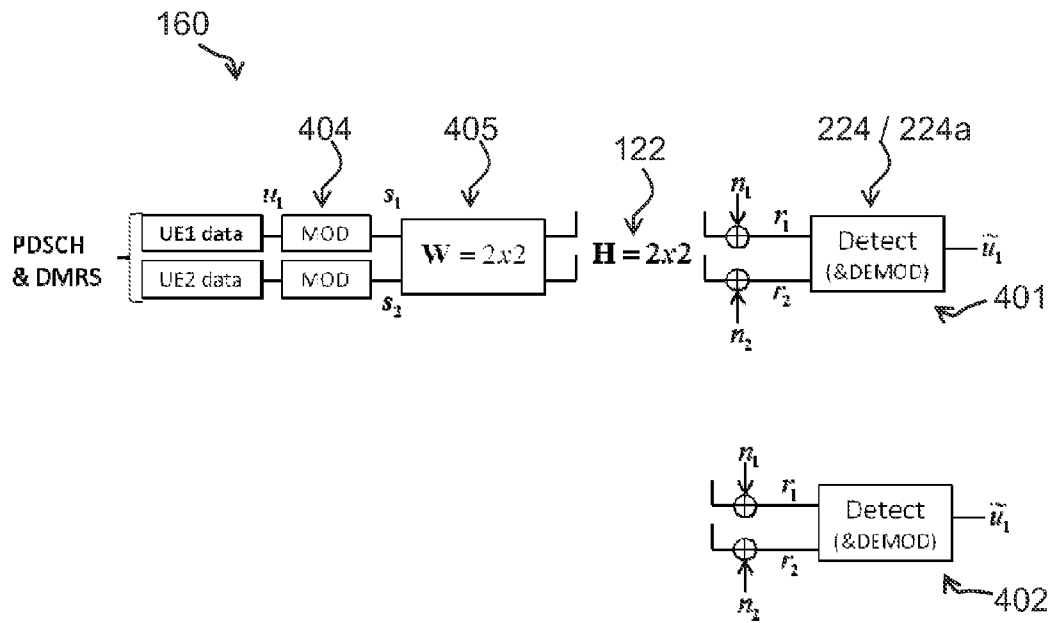 160
404
405
122
224 / 224a
PDSCH
& DMRS
UE1 data
u₁
MOD
s₁
UE2 data
MOD
s₂
W = 2x2
H = 2x2
n₁
r₁
r₂
n₂
Detect
(&DEMOD)
ũ₁
401
n₁
r₁
r₂
n₂
Detect
(&DEMOD)
ũ₁
402